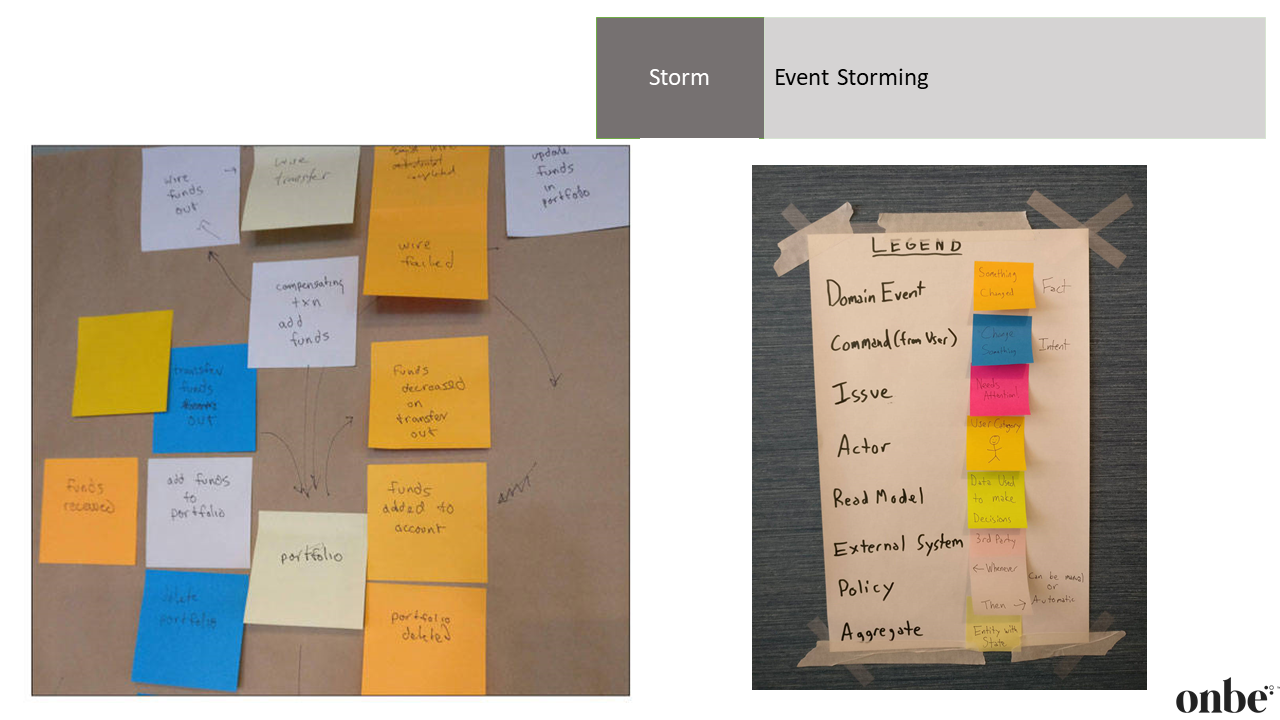 Storm
Event Storming
wire
funds
out
wire
transfer
completed
wire
failed
update
funds
in
portfolio
compensating
txn
add
funds
transfer
funds
out
Funds
decreased
on
transfer
out
funds
recessed
add funds
to
portfolio
funds
added to
account
portfolio
delete
portfolio
portfolio
deleted
LEGEND
Domain Event
Something
Changed
Fact
Command (from User)
Change
Something
Intent
Issue
Needs
Attention!
Actor
User Category
Read Model
Data Used
to make
Decisions
External System
3rd Party
Policy
← Whenever
Then →
Can be manual
or
Automatic
Aggregate
Entity with
State
onbe